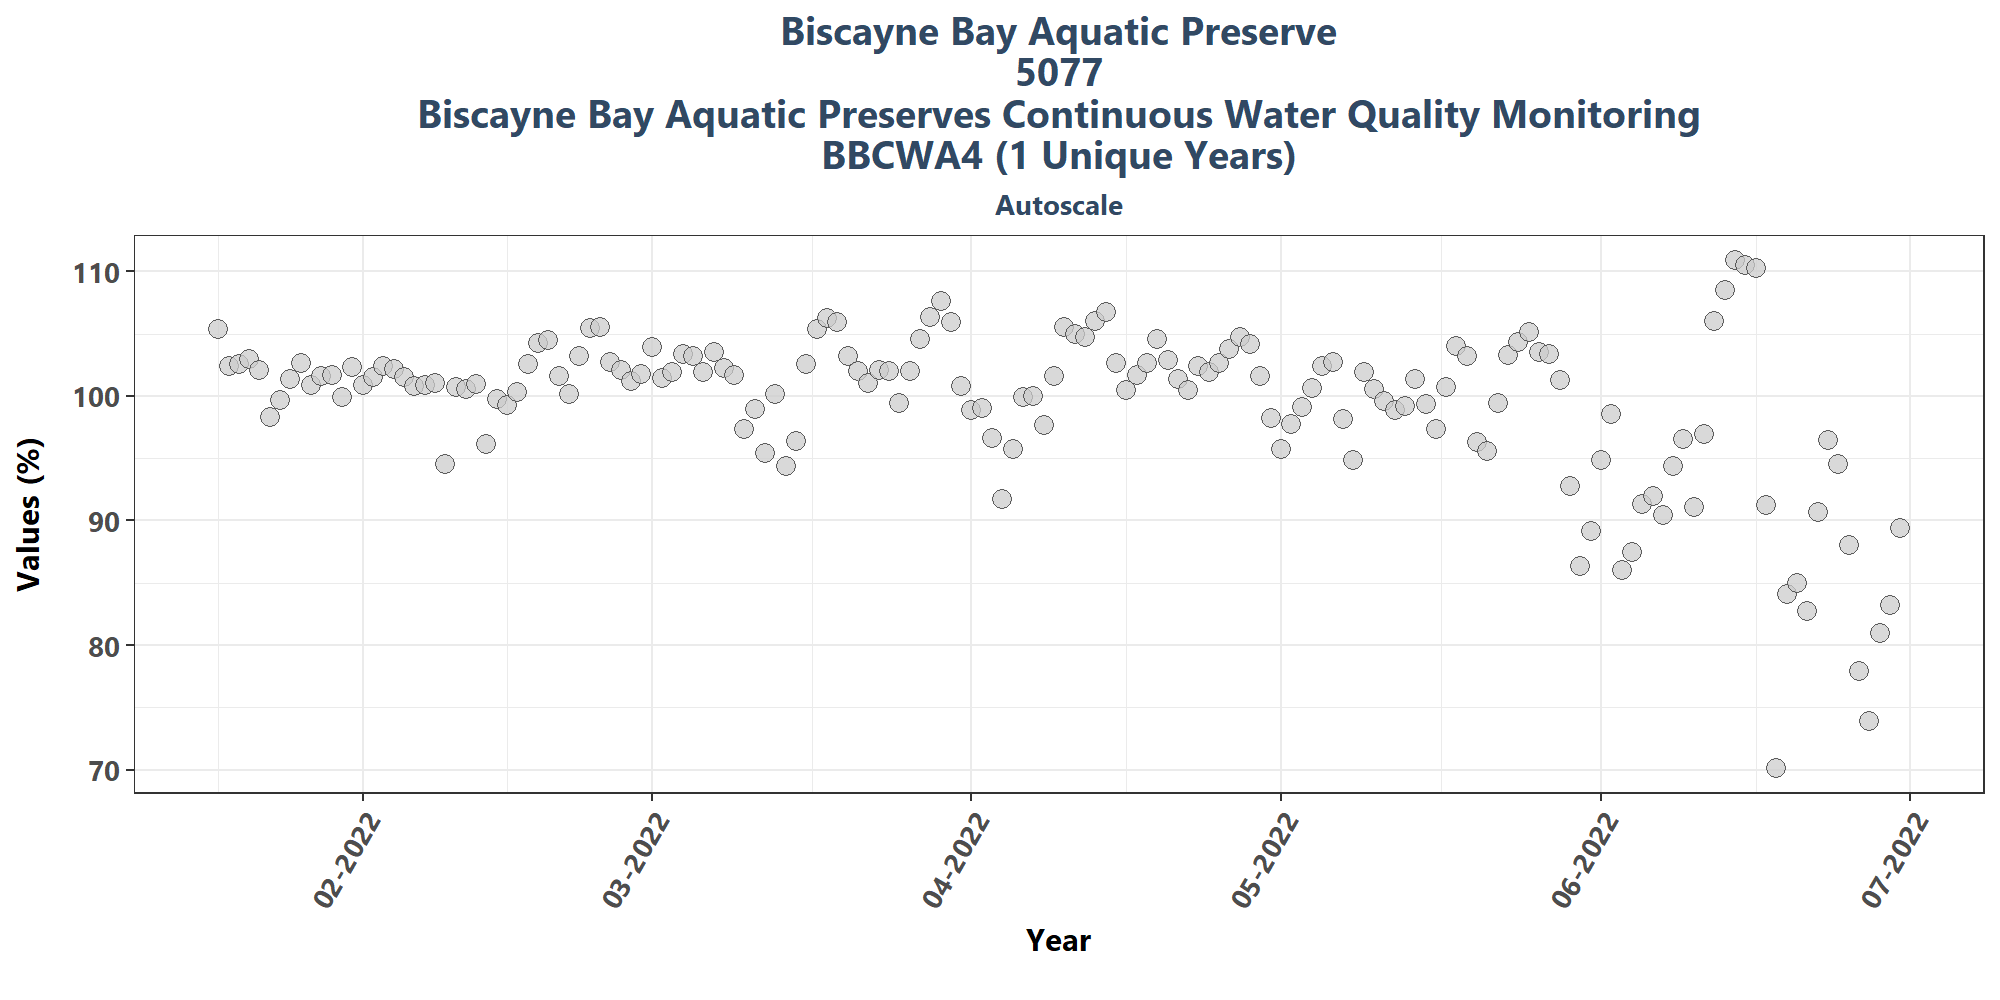 Biscayne Bay Aquatic Preserve
5077
Biscayne Bay Aquatic Preserves Continuous Water Quality Monitoring
BBCWA4 (1 Unique Years)
Autoscale
Values (%)
110
100
90
80
70
02-2022
03-2022
04-2022
05-2022
06-2022
07-2022
Year